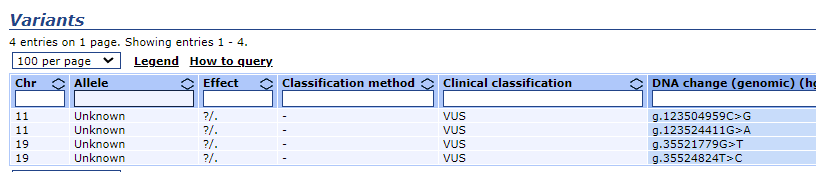 Variants
4 entries on 1 page. Showing entries 1 - 4.
100 per page Legend How to query
Chr Allele Effect Classification method Clinical classification DNA change (genomic) (hg
11 Unknown ?/. - VUS g.123504959C>G
11 Unknown ?/. - VUS g.123524411G>A
19 Unknown ?/. - VUS g.35521779G>T
19 Unknown ?/. - VUS g.35524824T>C